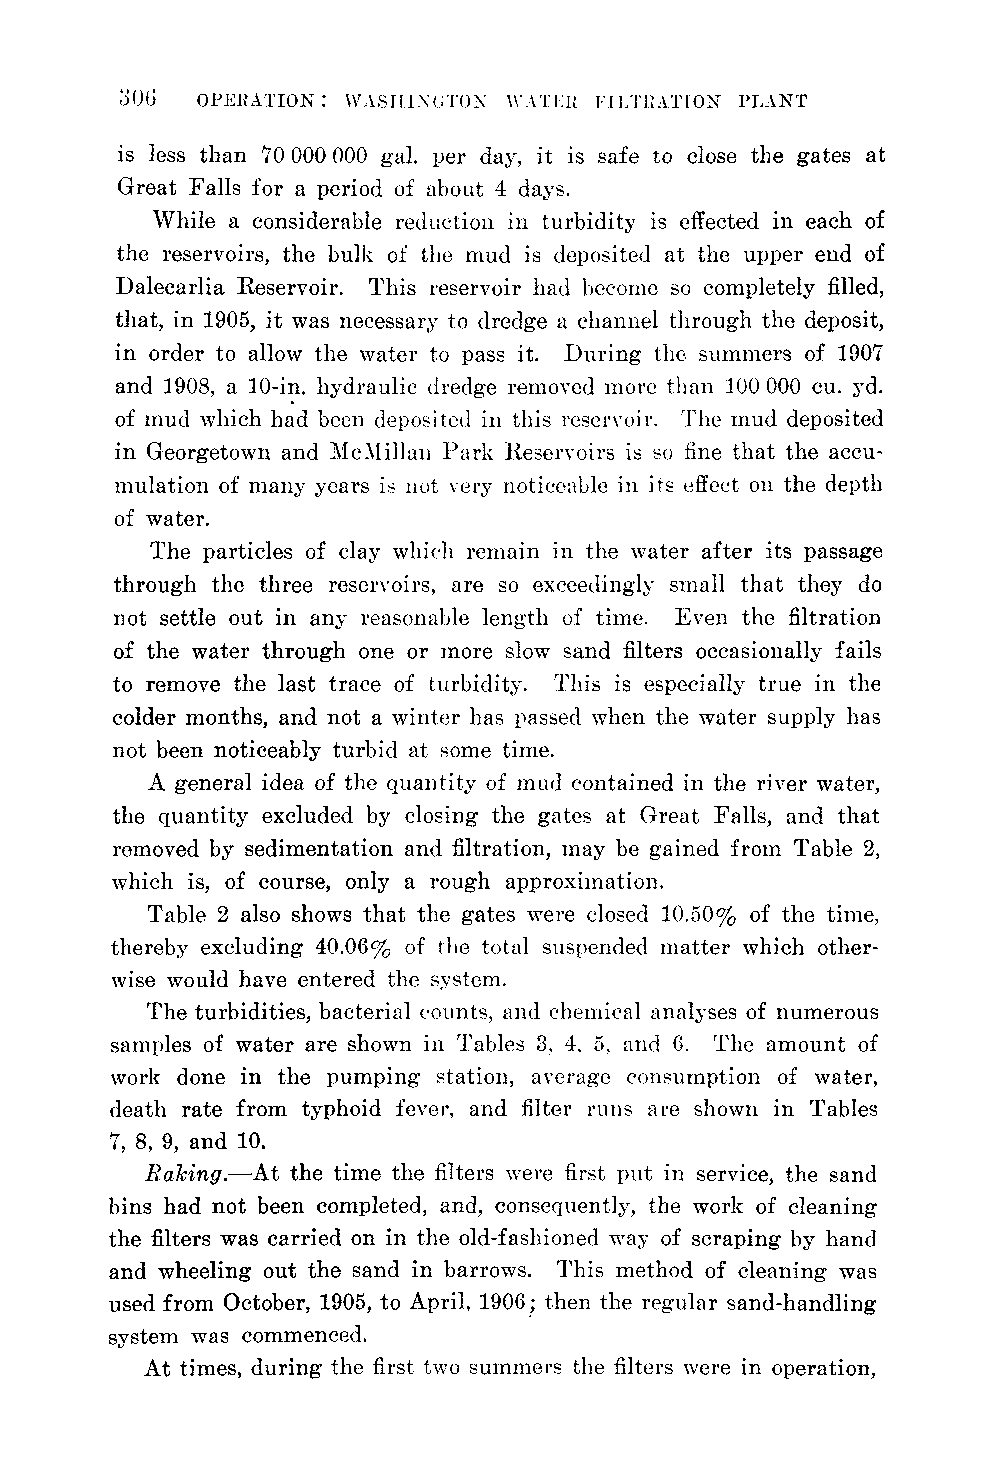 306 OPERATION: WASHINGTON WATER FILTRATION PLANT
is less than 70 000 000 gal. per day, it is safe to close the gates at
Great Falls for a period of about 4 days.
While a considerable reduction in turbidity is effected in each of
the reservoirs, the bulk of the mud is deposited at the upper end of
Dalecarlia Reservoir. This reservoir had become so completely filled,
that, in 1905, it was necessary to dredge a channel through the deposit,
in order to allow the water to pass it. During the summers of 1907
and 1908, a 10-in. hydraulic dredge removed more than 100 000 cu. yd.
of mud which had been deposited in this reservoir. The mud deposited
in Georgetown and McMillan Park Reservoirs is so fine that the accu-
mulation of many years is not very noticeable in its effect on the depth
of water.
The particles of clay which remain in the water after its passage
through the three reservoirs, are so exceedingly small that they do
not settle out in any reasonable length of time. Even the filtration
of the water through one or more slow sand filters occasionally fails
to remove the last trace of turbidity. This is especially true in the
colder months, and not a winter has passed when the water supply has
not been noticeably turbid at some time.
A general idea of the quantity of mud contained in the river water,
the quantity excluded by closing the gates at Great Falls, and that
removed by sedimentation and filtration, may be gained from Table 2,
which is, of course, only a rough approximation.
Table 2 also shows that the gates were closed 10.50% of the time,
thereby excluding 40.06% of the total suspended matter which other-
wise would have entered the system.
The turbidities, bacterial counts, and chemical analyses of numerous
samples of water are shown in Tables 3, 4, 5, and 6. The amount of
work done in the pumping station, average consumption of water,
death rate from typhoid fever, and filter runs are shown in Tables
7, 8, 9, and 10.
Raking.—At the time the filters were first put in service, the sand
bins had not been completed, and, consequently, the work of cleaning
the filters was carried on in the old-fashioned way of scraping by hand
and wheeling out the sand in barrows. This method of cleaning was
used from October, 1905, to April, 1906; then the regular sand-handling
system was commenced.
At times, during the first two summers the filters were in operation,